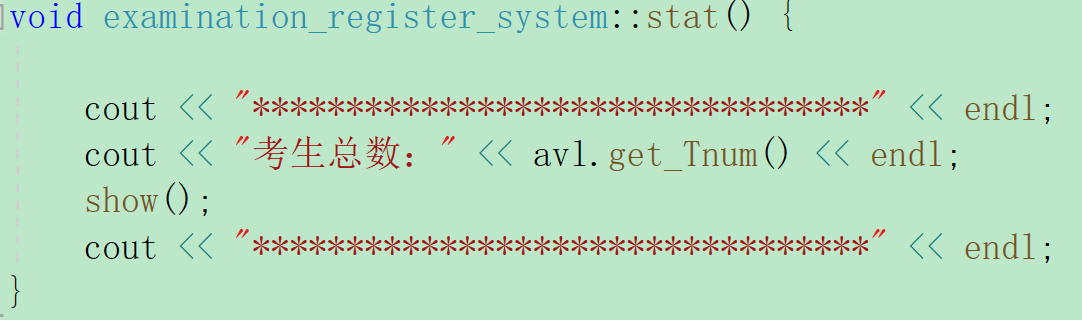 void examination_register_system::stat() {
cout << "*********************************" << endl;
cout << "考生总数：" << avl.get_Tnum() << endl;
show();
cout << "*********************************" << endl;
}